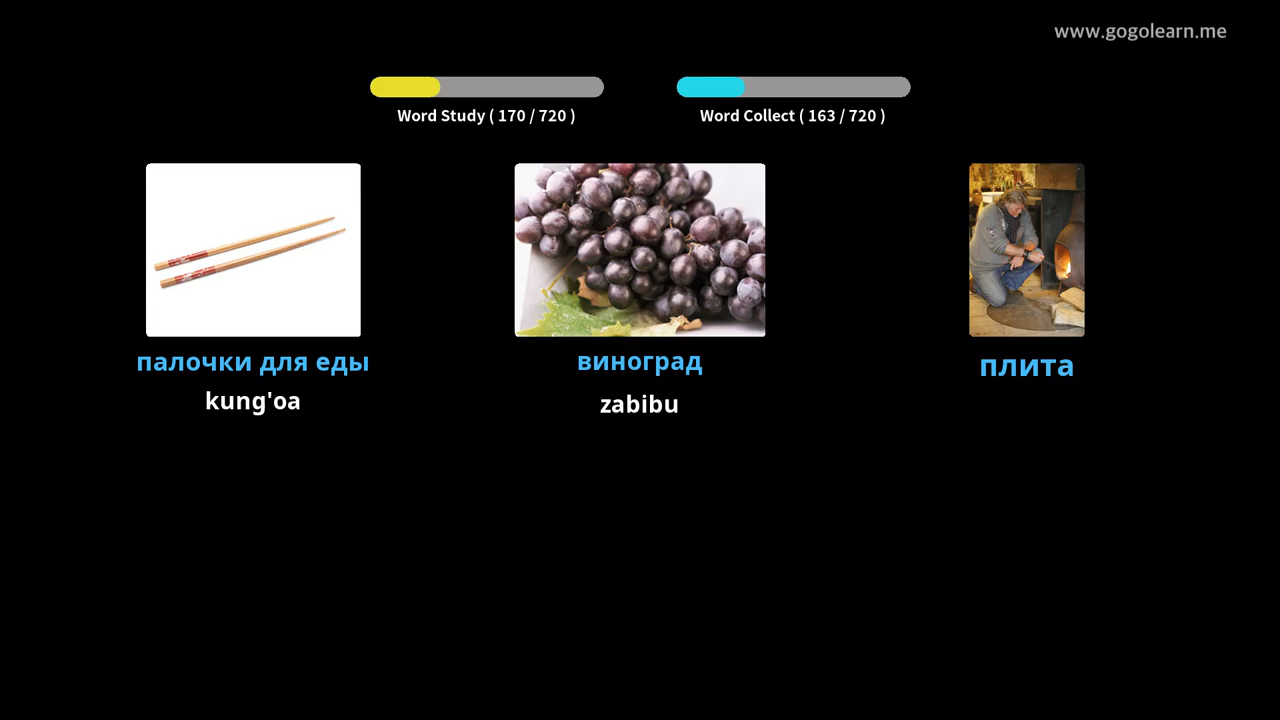 www.gogolearn.me
Word Study ( 170 / 720 )
Word Collect ( 163 / 720 )
палочки для еды
kung'oa
виноград
zabibu
плита